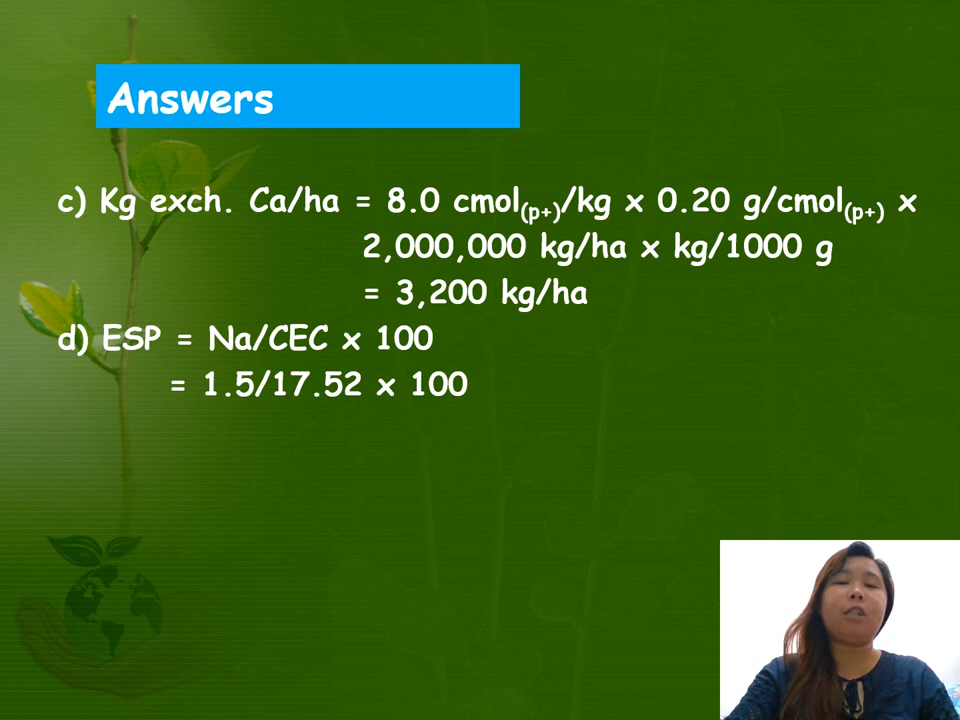 Answers
c) Kg exch. Ca/ha = 8.0 cmol(p+)/kg x 0.20 g/cmol(p+) x
2,000,000 kg/ha x kg/1000 g
= 3,200 kg/ha
d) ESP = Na/CEC x 100
= 1.5/17.52 x 100